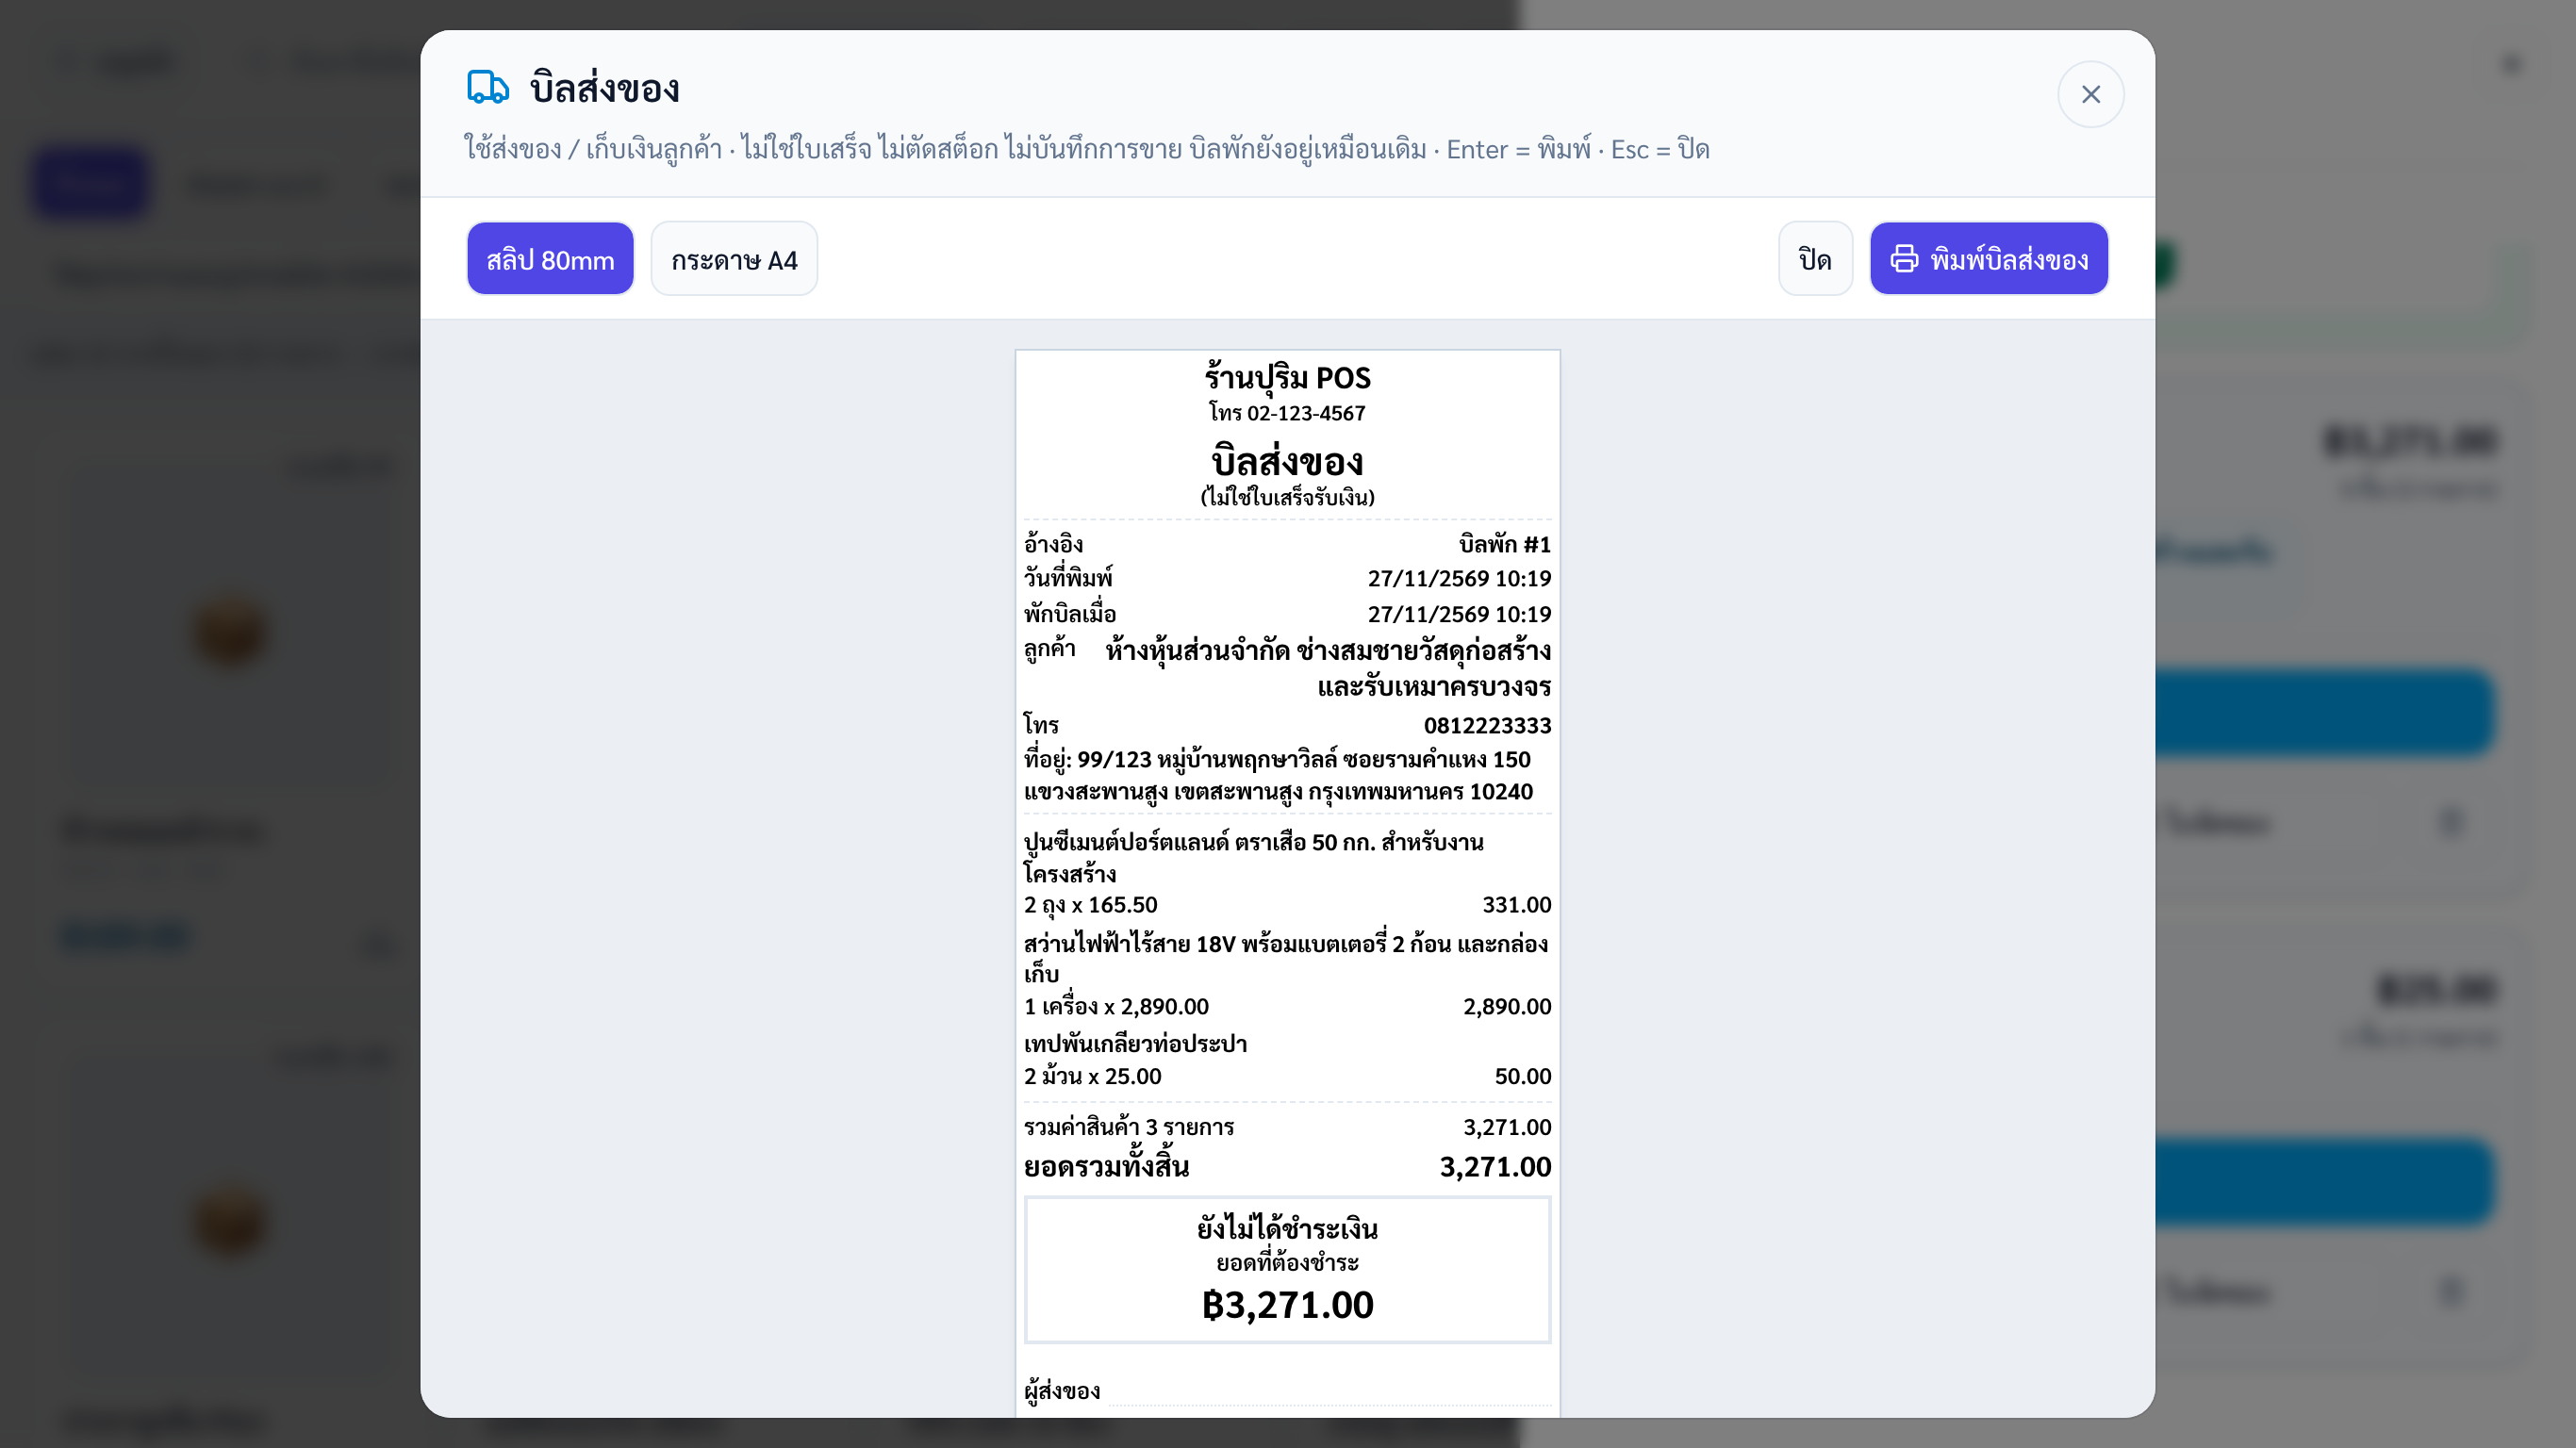 บิลส่งของ
ใช้ส่งของ / เก็บเงินลูกค้า · ไม่ใช่ใบเสร็จ ไม่ตัดสต็อก ไม่บันทึกการขาย บิลพักยังอยู่เหมือนเดิม · Enter = พิมพ์ · Esc = ปิด
สลิป 80mm กระดาษ A4 ปิด พิมพ์บิลส่งของ
ร้านปุริม POS
โทร 02-123-4567
บิลส่งของ
(ไม่ใช่ใบเสร็จรับเงิน)
อ้างอิง บิลพัก #1
วันที่พิมพ์ 27/11/2569 10:19
พักบิลเมื่อ 27/11/2569 10:19
ลูกค้า ห้างหุ้นส่วนจำกัด ช่างสมชายวัสดุก่อสร้าง
และรับเหมาครบวงจร
โทร 0812223333
ที่อยู่: 99/123 หมู่บ้านพฤกษาวิลล์ ซอยรามคำแหง 150
แขวงสะพานสูง เขตสะพานสูง กรุงเทพมหานคร 10240
ปูนซีเมนต์ปอร์ตแลนด์ ตราเสือ 50 กก. สำหรับงาน
โครงสร้าง
2 ถุง x 165.50 331.00
สว่านไฟฟ้าไร้สาย 18V พร้อมแบตเตอรี่ 2 ก้อน และกล่อง
เก็บ
1 เครื่อง x 2,890.00 2,890.00
เทปพันเกลียวท่อประปา
2 ม้วน x 25.00 50.00
รวมค่าสินค้า 3 รายการ 3,271.00
ยอดรวมทั้งสิ้น 3,271.00
ยังไม่ได้ชำระเงิน
ยอดที่ต้องชำระ
฿3,271.00
ผู้ส่งของ
฿3,271.00
฿25.00